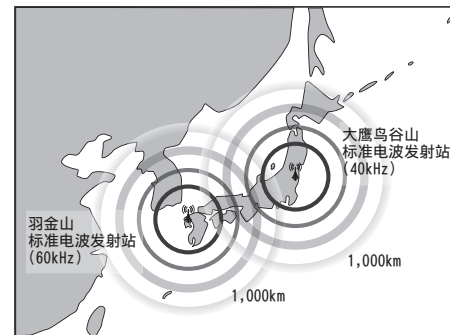 大鹰鸟谷山
标准电波发射站
(40kHz)
羽金山
标准电波发射站
(60kHz)
1,000km
1,000km